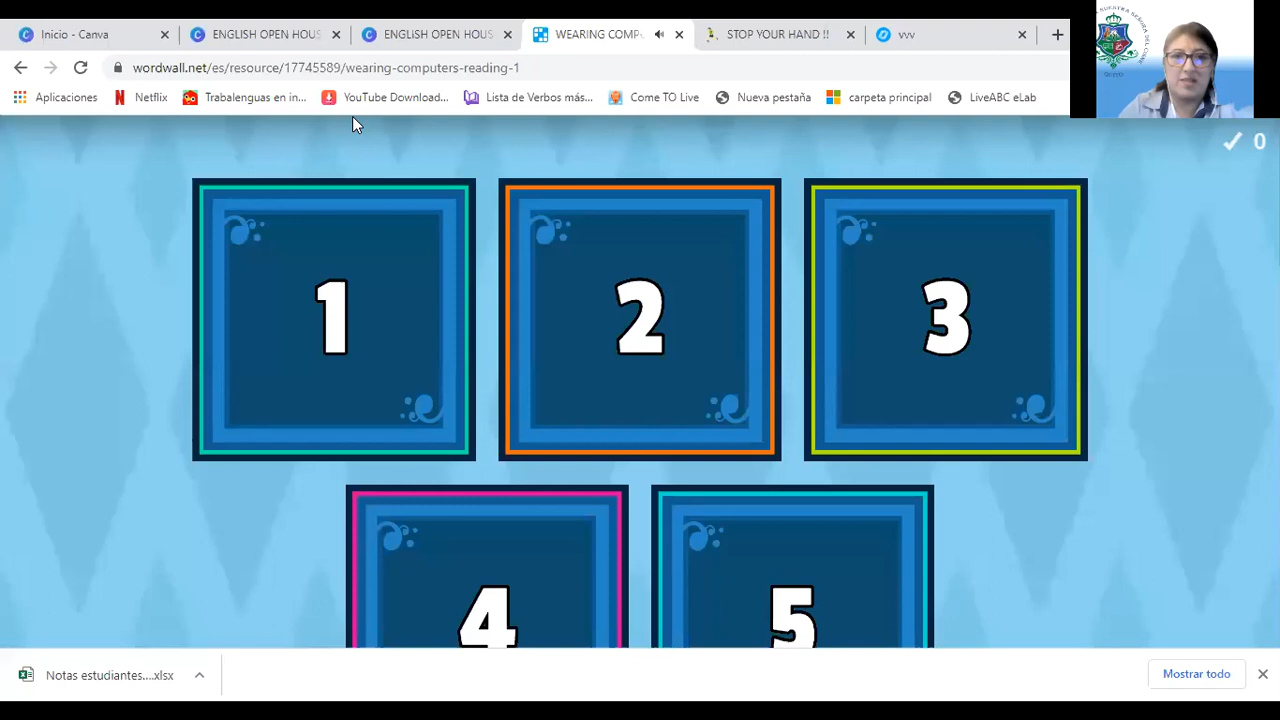 Inicio - Canva
ENGLISH OPEN HOUS
ENGLISH OPEN HOUS
WEARING COMPU
STOP YOUR HAND !!
vvv
wordwall.net/es/resource/17745589/wearing-computers-reading-1
Aplicaciones
Netflix
Trabalenguas en in...
YouTube Download...
Lista de Verbos más...
Come TO Live
Nueva pestaña
carpeta principal
LiveABC eLab
0
1
2
3
4
5
Notas estudiantes....xlsx
Mostrar todo